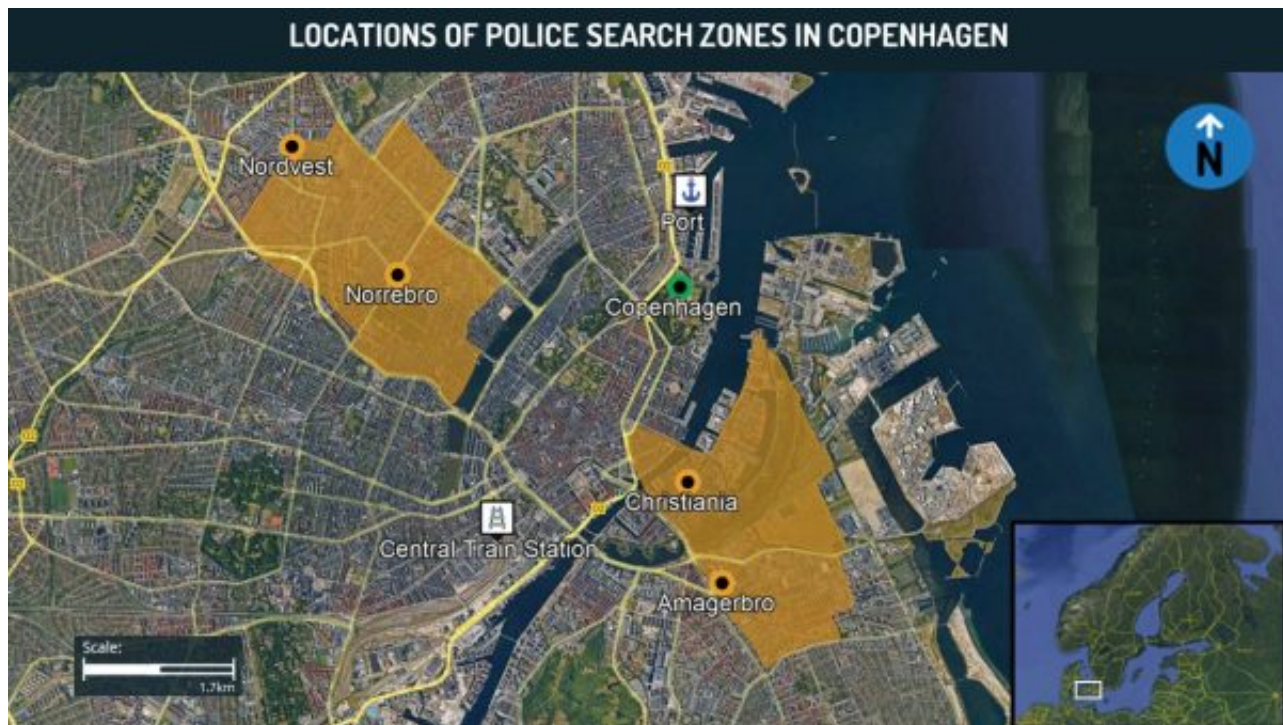 LOCATIONS OF POLICE SEARCH ZONES IN COPENHAGEN
N
Nordvest
Port
Norrebro
Copenhagen
Christiania
Central Train Station
Amagerbro
Scale:
1.7km